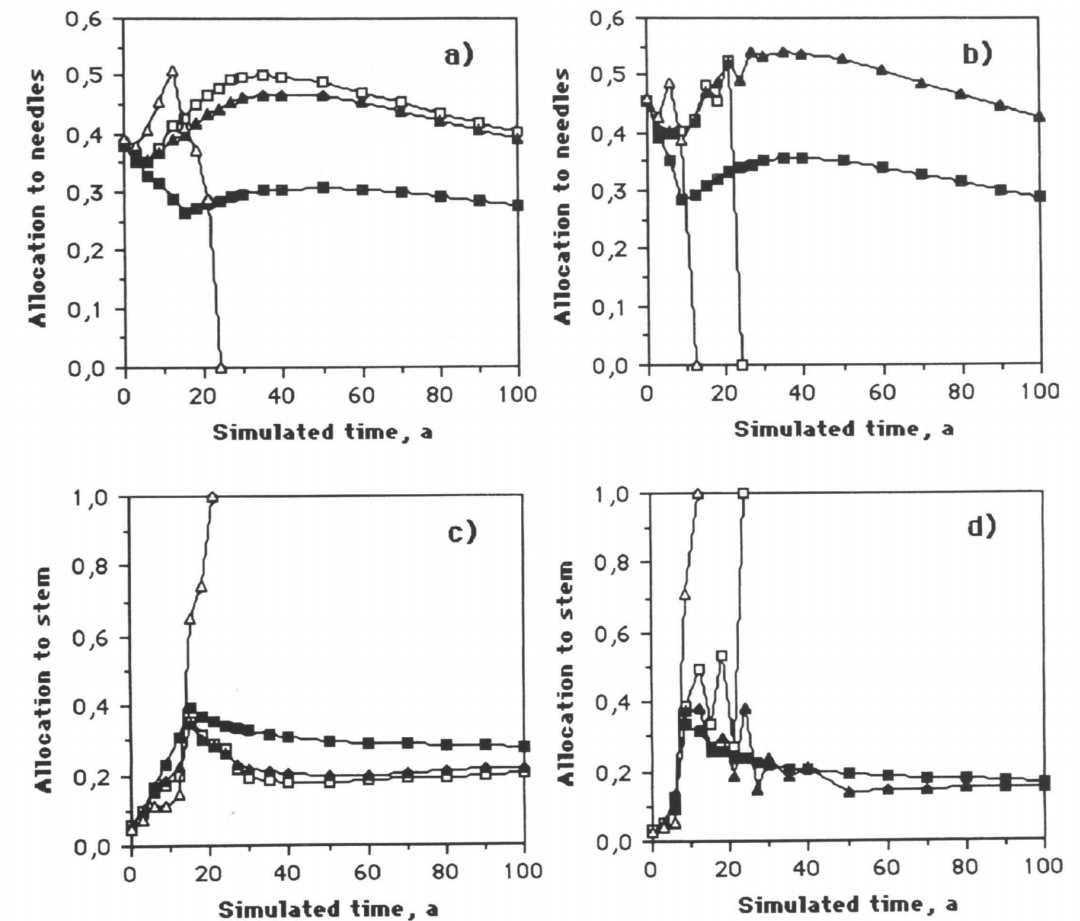 0,6
0,5
0,4
0,3
0,2
0,1
0,0
Allocation to needles
a)
0 20 40 60 80 100
Simulated time, a
0,6
0,5
0,4
0,3
0,2
0,1
0,0
Allocation to needles
b)
0 20 40 60 80 100
Simulated time, a
1,0
0,8
0,6
0,4
0,2
0,0
Allocation to stem
c)
0 20 40 60 80 100
Simulated time, a
1,0
0,8
0,6
0,4
0,2
0,0
Allocation to stem
d)
0 20 40 60 80 100
Simulated time, a